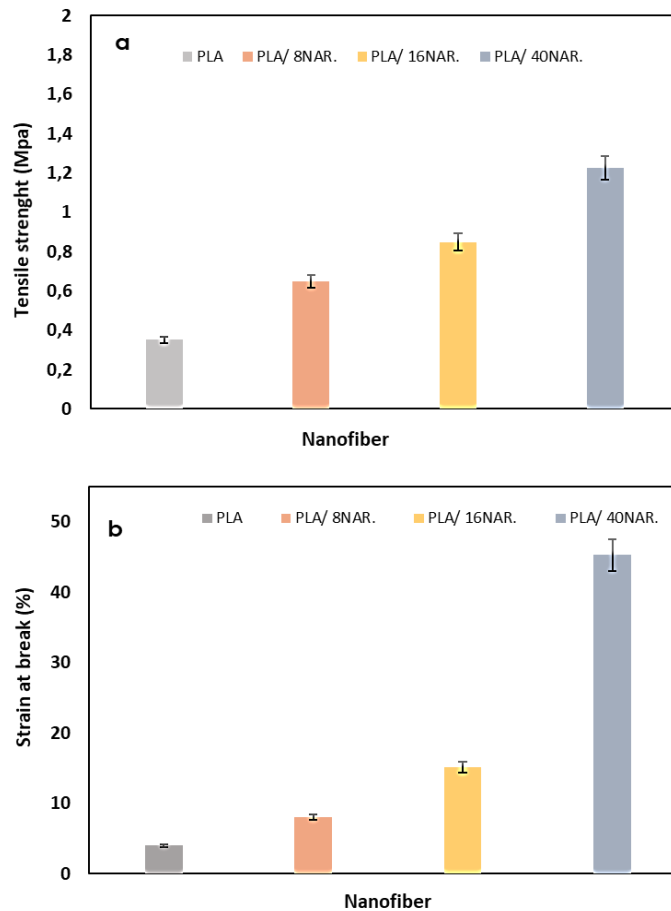 a
PLA PLA/ 8NAR. PLA/ 16NAR. PLA/ 40NAR.
Tensile strenght (Mpa)
2
1,8
1,6
1,4
1,2
1
0,8
0,6
0,4
0,2
0
Nanofiber
b
PLA PLA/ 8NAR. PLA/ 16NAR. PLA/ 40NAR.
Strain at break (%)
50
40
30
20
10
0
Nanofiber